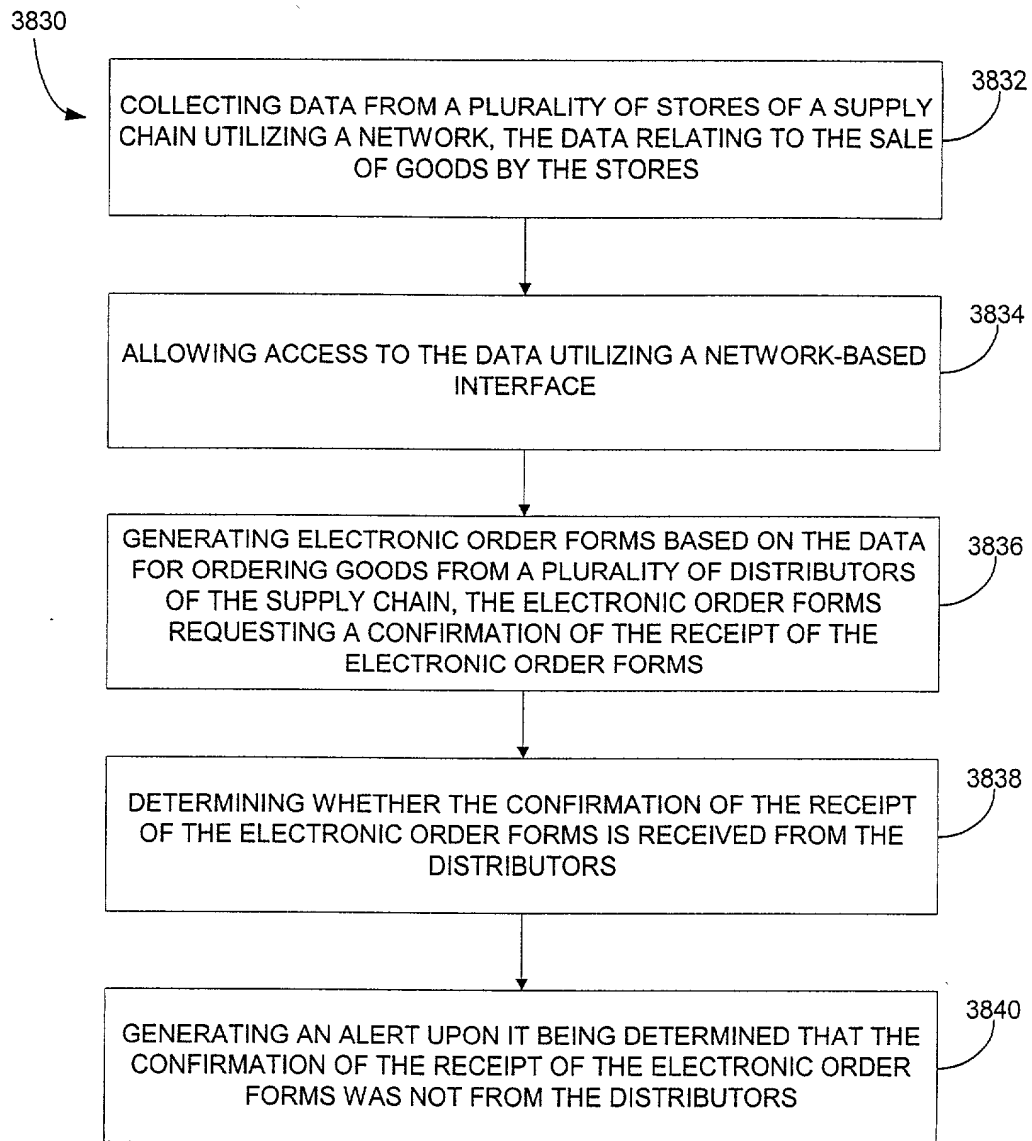 3830
3832
COLLECTING DATA FROM A PLURALITY OF STORES OF A SUPPLY
CHAIN UTILIZING A NETWORK, THE DATA RELATING TO THE SALE
OF GOODS BY THE STORES
3834
ALLOWING ACCESS TO THE DATA UTILIZING A NETWORK-BASED
INTERFACE
3836
GENERATING ELECTRONIC ORDER FORMS BASED ON THE DATA
FOR ORDERING GOODS FROM A PLURALITY OF DISTRIBUTORS
OF THE SUPPLY CHAIN, THE ELECTRONIC ORDER FORMS
REQUESTING A CONFIRMATION OF THE RECEIPT OF THE
ELECTRONIC ORDER FORMS
3838
DETERMINING WHETHER THE CONFIRMATION OF THE RECEIPT
OF THE ELECTRONIC ORDER FORMS IS RECEIVED FROM THE
DISTRIBUTORS
3840
GENERATING AN ALERT UPON IT BEING DETERMINED THAT THE
CONFIRMATION OF THE RECEIPT OF THE ELECTRONIC ORDER
FORMS WAS NOT FROM THE DISTRIBUTORS